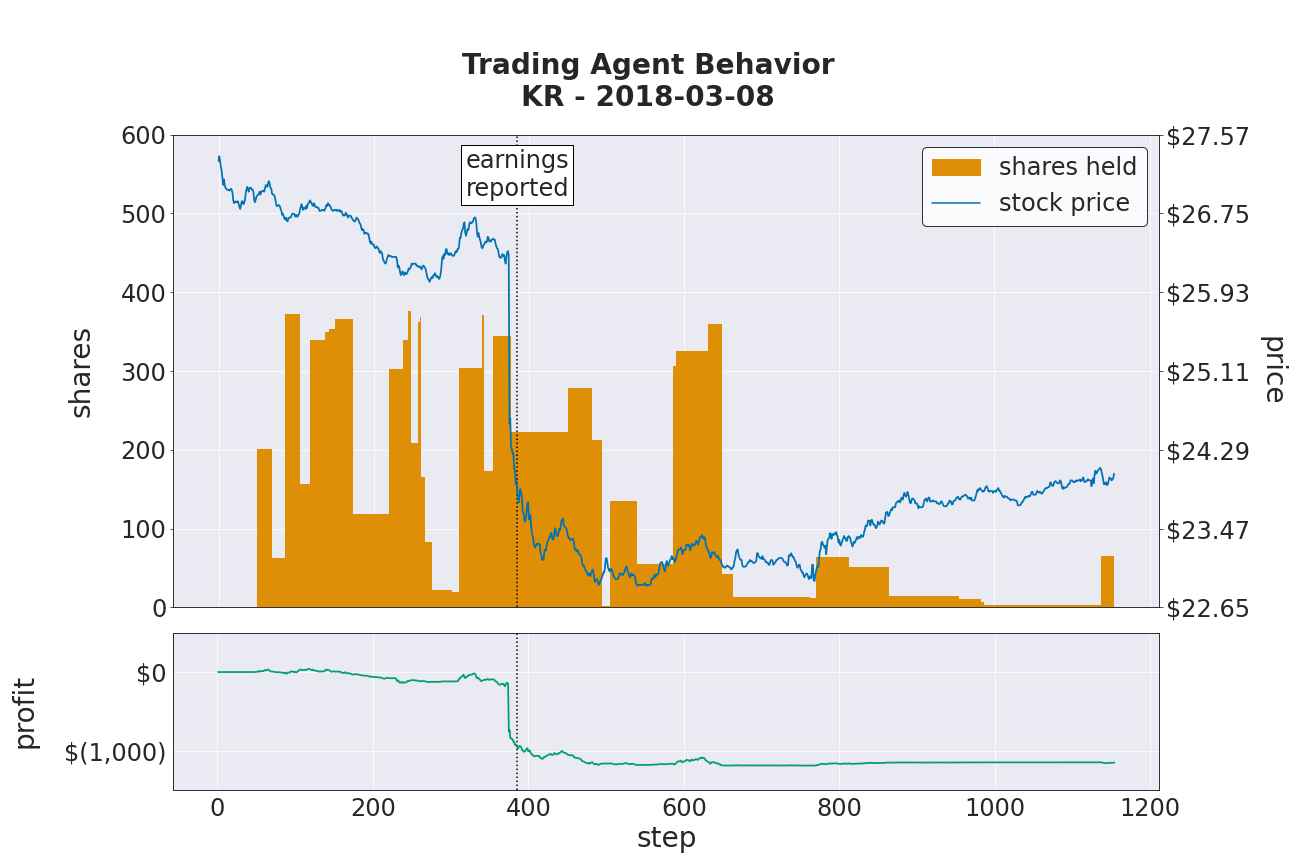 Trading Agent Behavior
KR - 2018-03-08
600
500
400
300
200
100
0
shares
earnings
reported
shares held
stock price
$27.57
$26.75
$25.93
$25.11
$24.29
$23.47
$22.65
price
$0
$(1,000)
profit
0
200
400
600
800
1000
1200
step